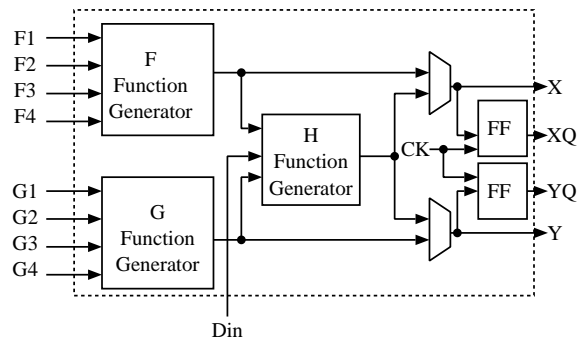 F1
F2
F3
F4
F
Function
Generator
G1
G2
G3
G4
G
Function
Generator
H
Function
Generator
Din
CK
FF
FF
X
XQ
YQ
Y